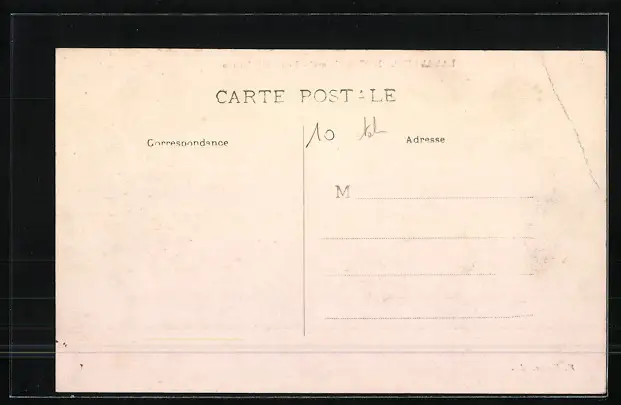 CARTE POSTALE
Correspondance
10
Adresse
M